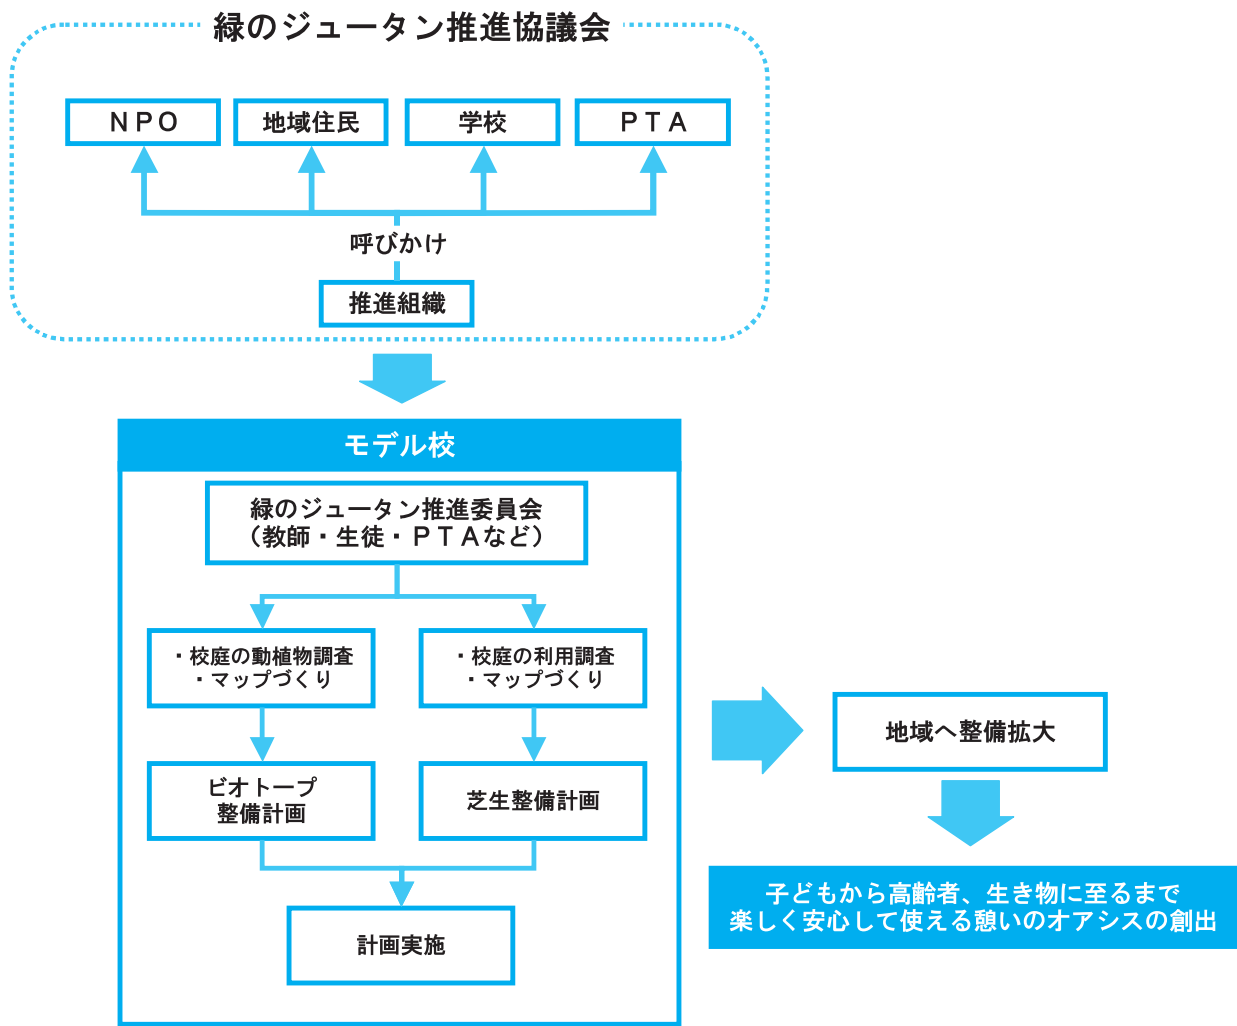 緑のジュータン推進協議会
ＮＰＯ
地域住民
学校
ＰＴＡ
呼びかけ
推進組織
モデル校
緑のジュータン推進委員会
（教師・生徒・ＰＴＡなど）
・校庭の動植物調査
・マップづくり
・校庭の利用調査
・マップづくり
ビオトープ
整備計画
芝生整備計画
計画実施
地域へ整備拡大
子どもから高齢者、生き物に至るまで
楽しく安心して使える憩いのオアシスの創出